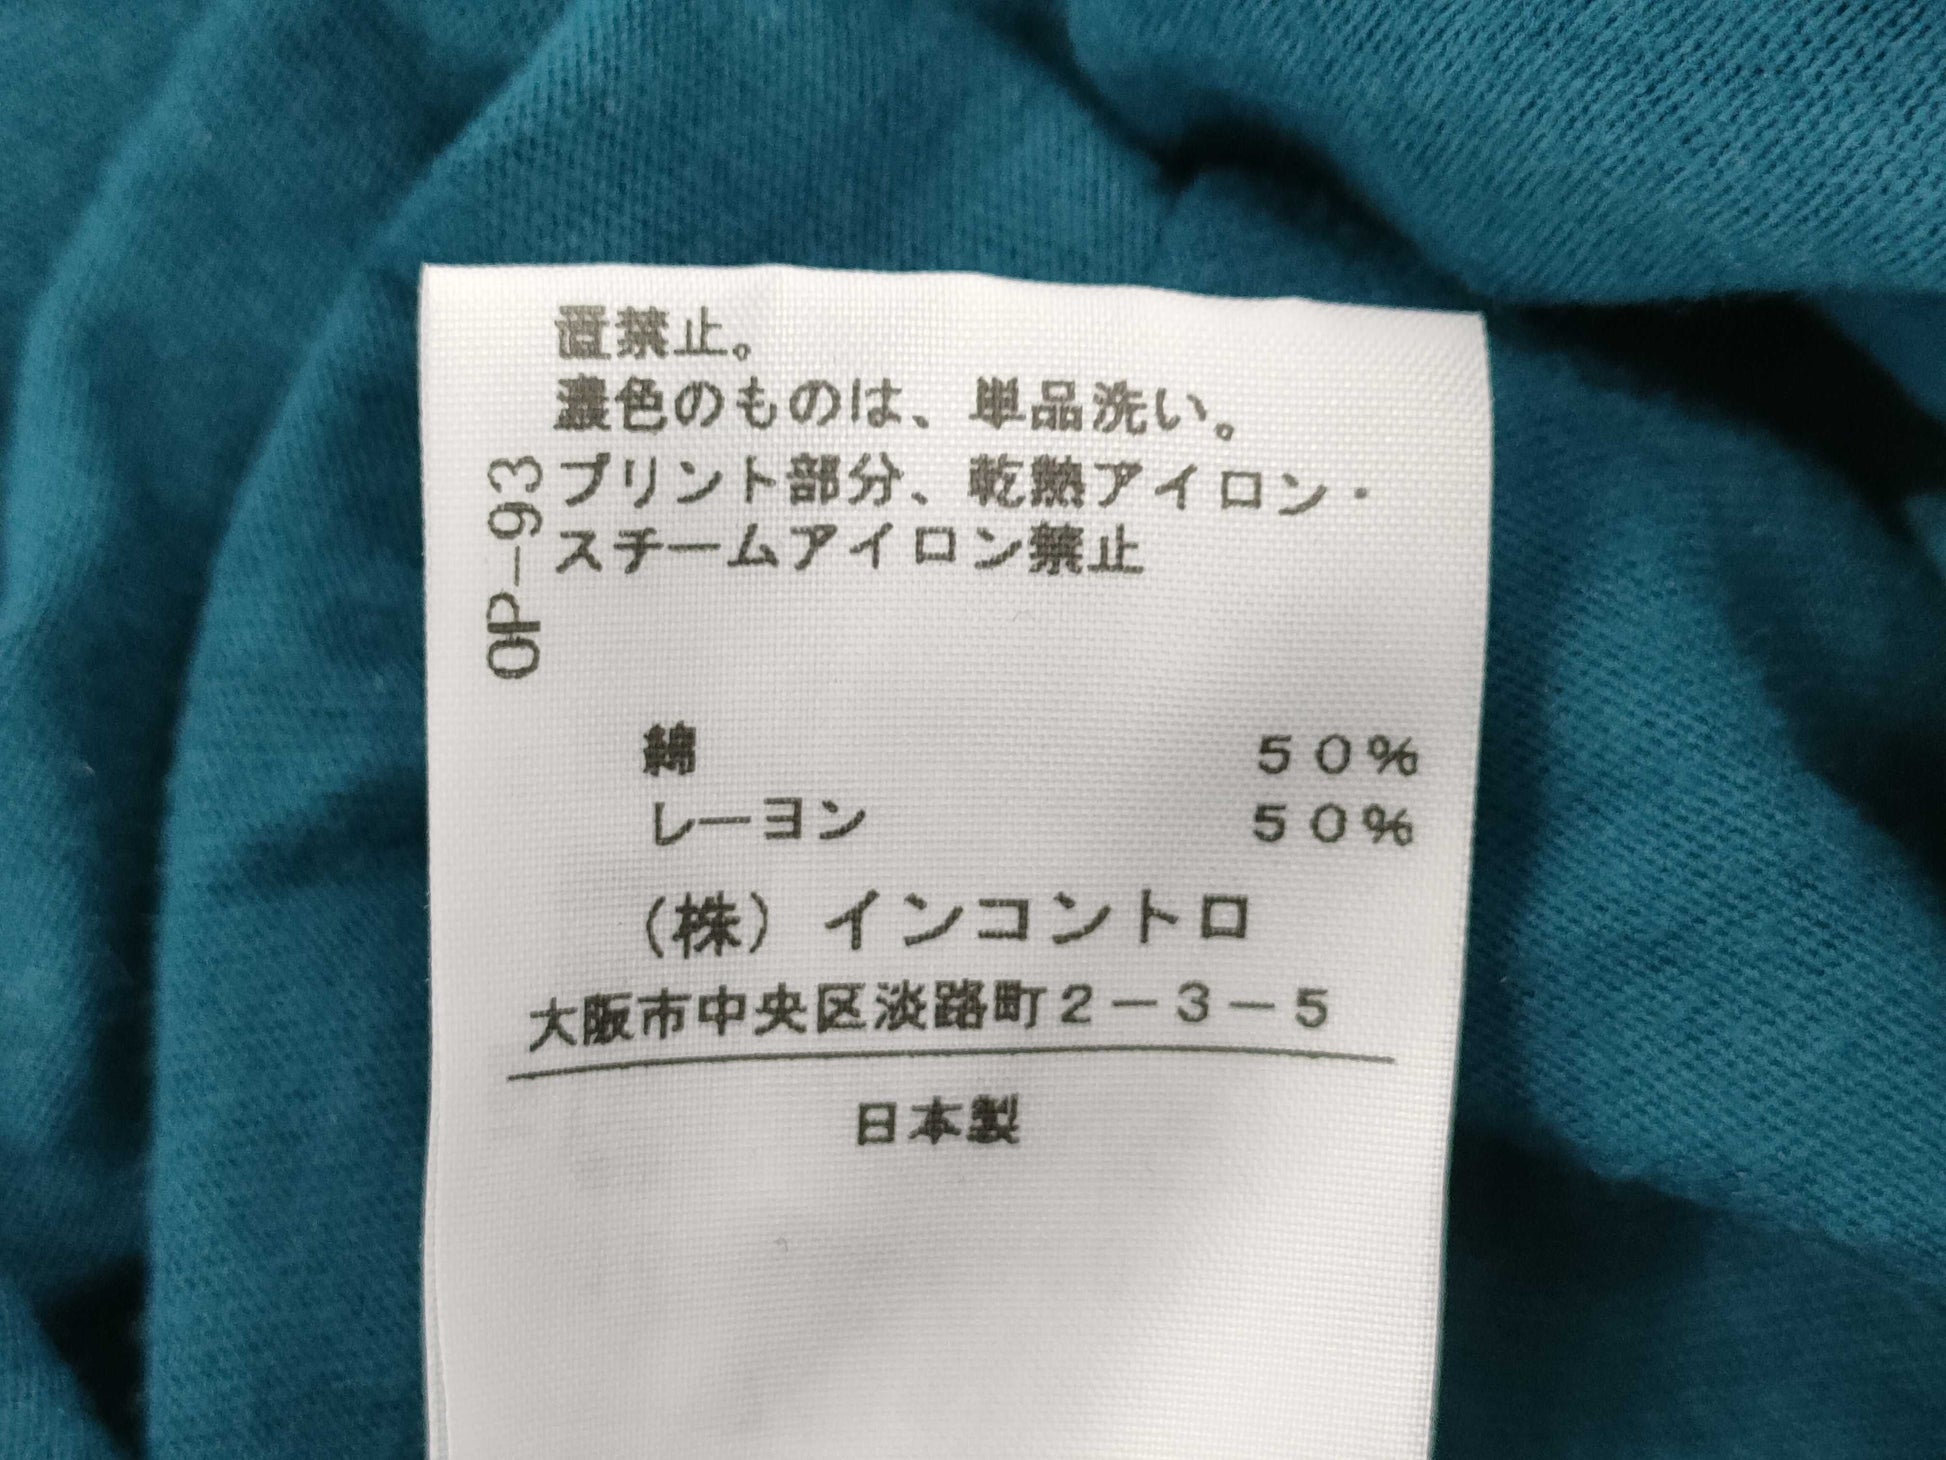 置禁止。
濃色のものは、単品洗い。
プリント部分、乾熱アイロン・
スチームアイロン禁止
OP-93
綿 50%
レーヨン 50%
(株)インコントロ
大阪市中央区淡路町2-3-5
日本製